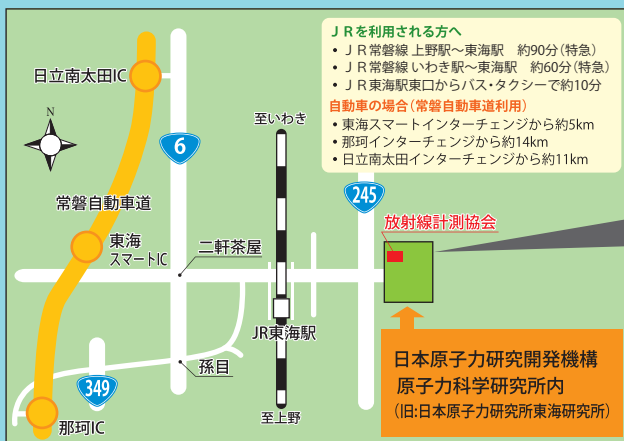 JRを利用される方へ
• JR常磐線 上野駅～東海駅　約90分（特急）
• JR常磐線 いわき駅～東海駅　約60分（特急）
• JR東海駅東口からバス・タクシーで約10分
自動車の場合（常磐自動車道利用）
• 東海スマートインターチェンジから約5km
• 那珂インターチェンジから約14km
• 日立南太田インターチェンジから約11km
日立南太田IC
N
6
至いわき
245
常磐自動車道
放射線計測協会
東海
スマートIC
二軒茶屋
JR東海駅
孫目
349
那珂IC
至上野
日本原子力研究開発機構
原子力科学研究所内
（旧:日本原子力研究所東海研究所）